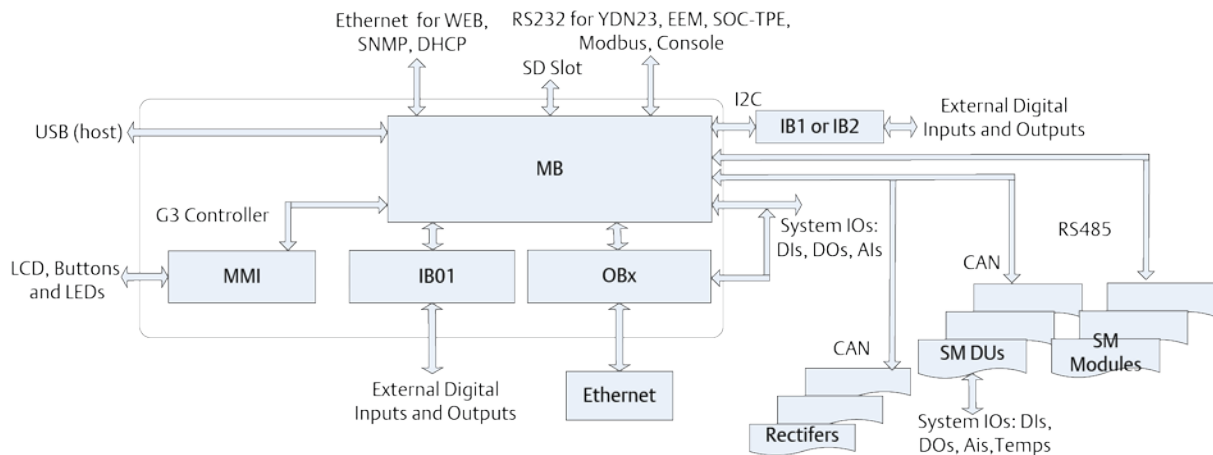 Ethernet for WEB,
SNMP, DHCP
RS232 for YDN23, EEM, SOC-TPE,
Modbus, Console
SD Slot
I2C
USB (host)
MB
IB1 or IB2
External Digital
Inputs and Outputs
G3 Controller
System IOs:
DIs, DOs, AIs
RS485
LCD, Buttons
and LEDs
MMI
IB01
OBx
CAN
CAN
SM DUs
SM
Modules
External Digital
Inputs and Outputs
Ethernet
Rectifers
System IOs: DIs,
DOs, Ais,Temps